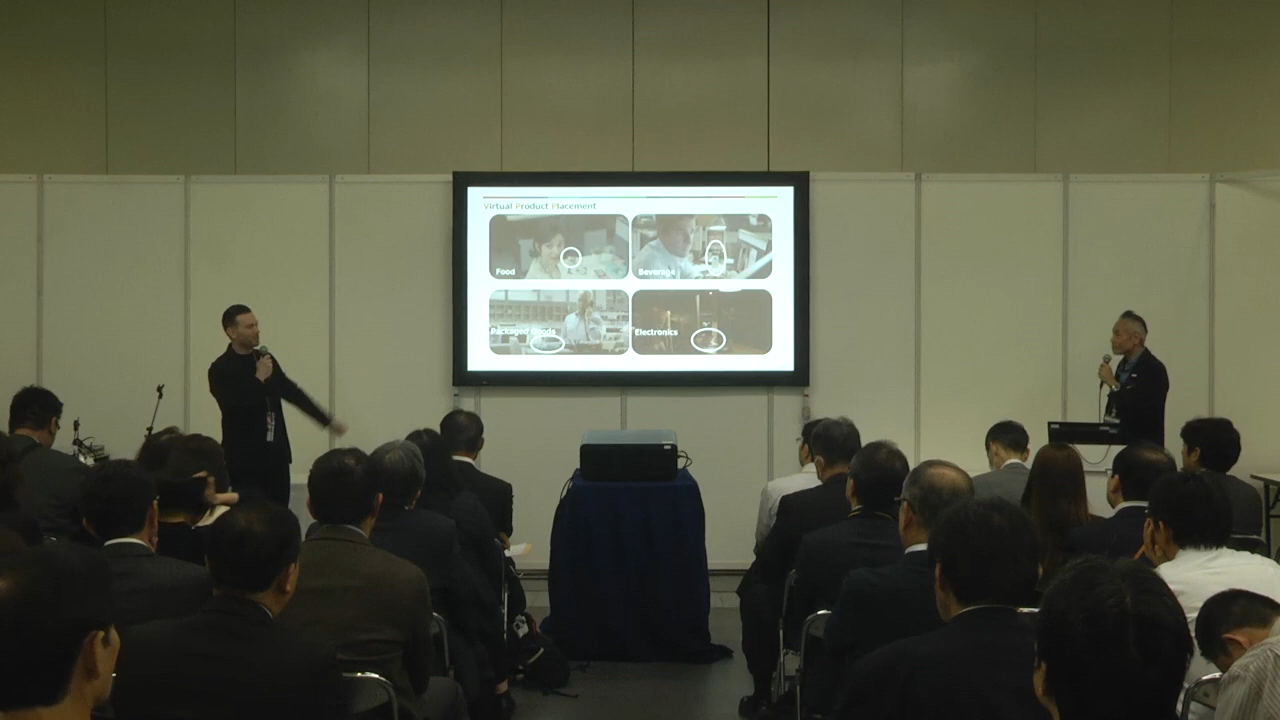 Virtual Product Placement
Food
Beverage
Packaged Goods
Electronics